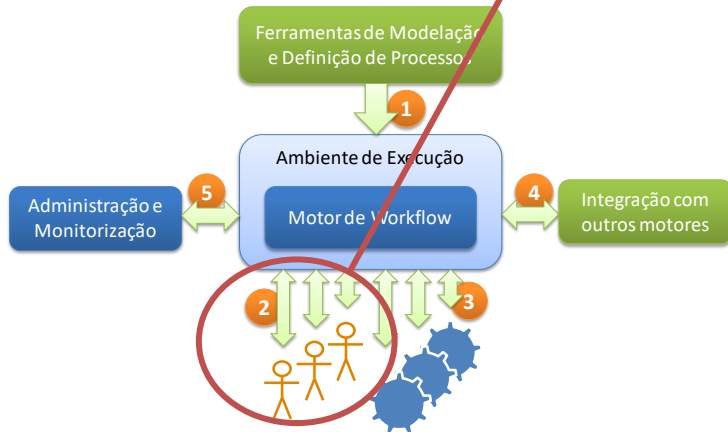 Ferramentas de Modelação
e Definição de Processos
1
Ambiente de Execução
Motor de Workflow
5
Administração e
Monitorização
4
Integração com
outros motores
2
3